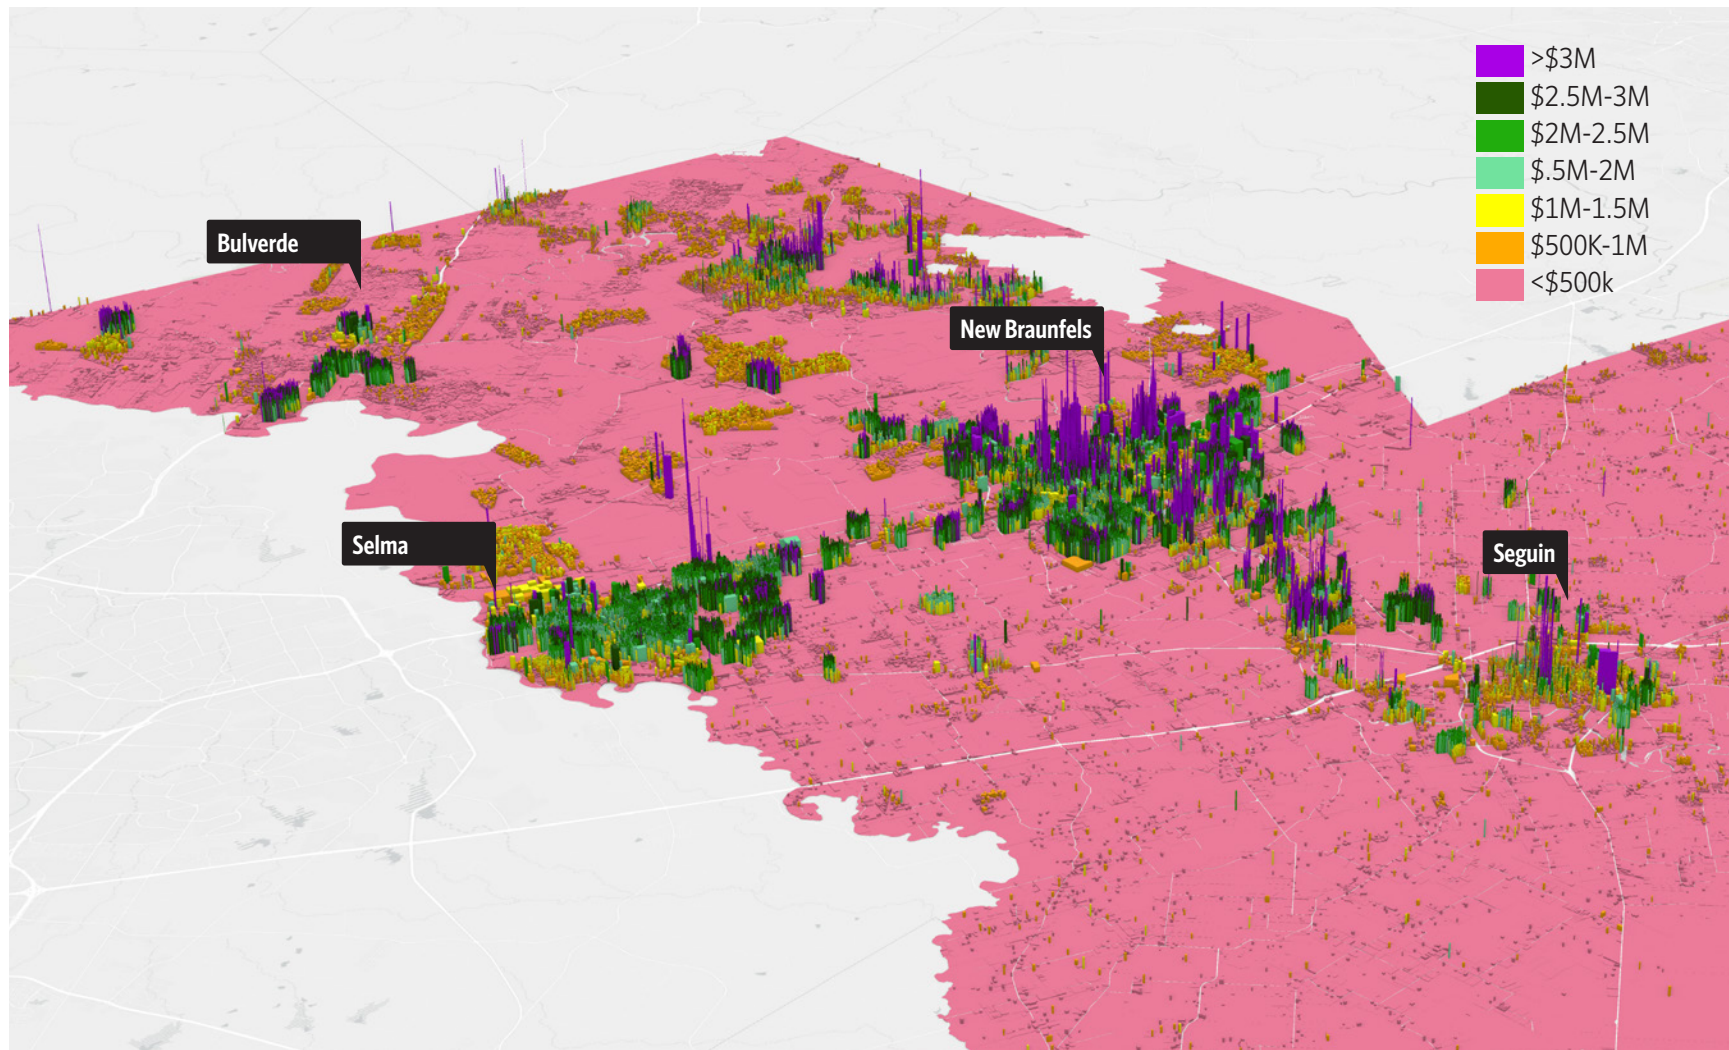 >$3M
$2.5M-3M
$2M-2.5M
$.5M-2M
$1M-1.5M
$500K-1M
<$500k
Bulverde
New Braunfels
Selma
Seguin